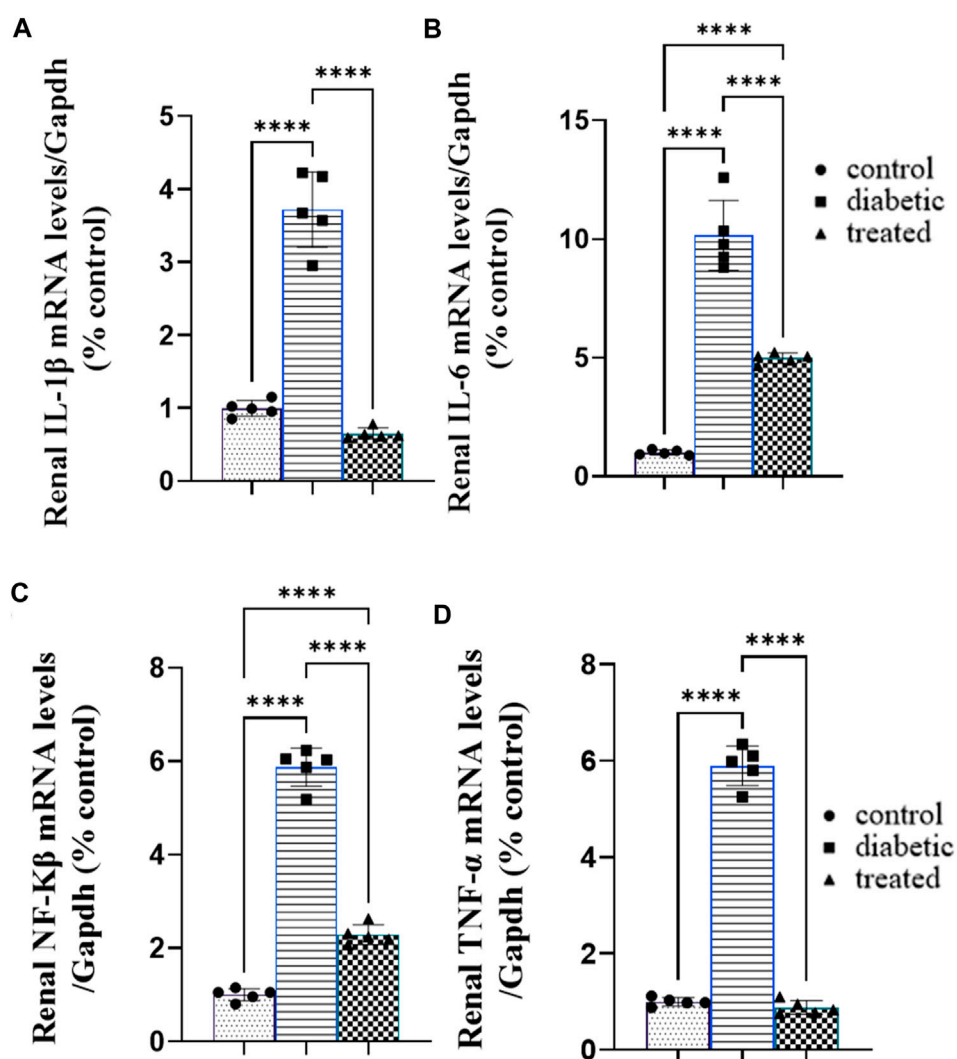 A
Renal IL-1β mRNA levels/Gapdh
(% control)
5
4
3
2
1
0
****
****
B
Renal IL-6 mRNA levels/Gapdh
(% control)
15
10
5
0
****
****
****
control
diabetic
treated
C
Renal NF-Kβ mRNA levels
/Gapdh (% control)
8
6
4
2
0
****
****
****
D
Renal TNF-α mRNA levels
/Gapdh (% control)
8
6
4
2
0
****
****
control
diabetic
treated